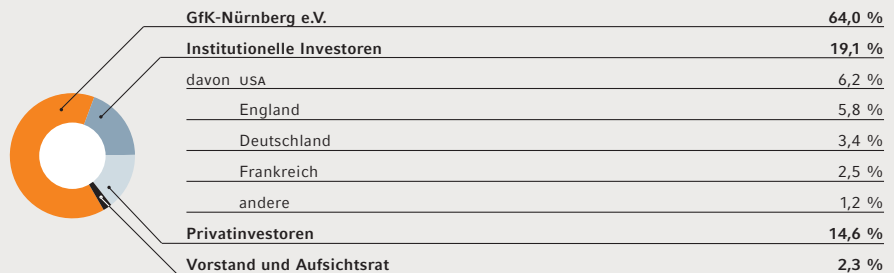 GfK-Nürnberg e.V. 64,0 %
Institutionelle Investoren 19,1 %
davon USA 6,2 %
England 5,8 %
Deutschland 3,4 %
Frankreich 2,5 %
andere 1,2 %
Privatinvestoren 14,6 %
Vorstand und Aufsichtsrat 2,3 %